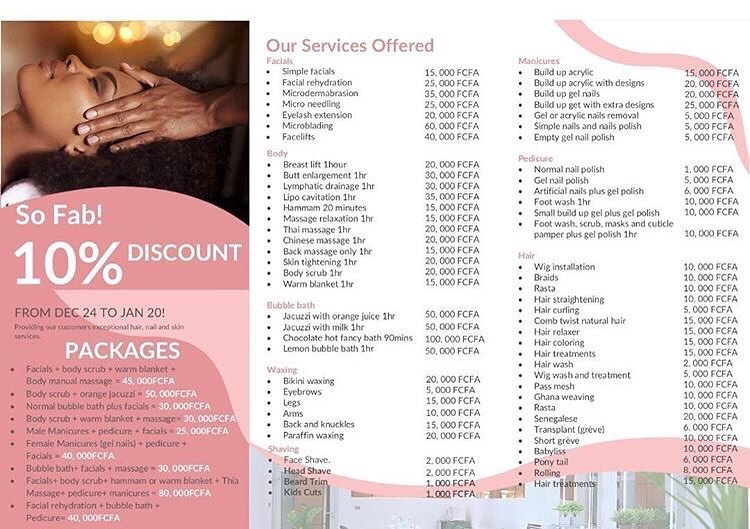 So Fab!
10% DISCOUNT
FROM DEC 24 TO JAN 20!
Providing our customers exceptional hair, nail and skin
services.
PACKAGES
• Facials + body scrub + warm blanket +
Body manual massage = 45, 000FCFA
• Body scrub + orange jacuzzi = 50, 000FCFA
• Normal bubble bath plus facials = 30, 000FCFA
• Body scrub + warm blanket + massage= 30, 000FCFA
• Male Manicures + pedicure + facials = 25, 000FCFA
• Female Manicures (gel nails) + pedicure +
Facials = 40, 000FCFA
• Bubble bath+ facials + massage = 30, 000FCFA
• Facials+ body scrub+ hammam or warm blanket + Thia
Massage+ pedicure+ manicures = 80,000FCFA
• Facial rehydration + bubble bath +
Pedicure= 40, 000FCFA
Our Services Offered
Facials
• Simple facials 15, 000 FCFA
• Facial rehydration 25, 000 FCFA
• Microdermabrasion 35, 000 FCFA
• Micro needling 25, 000 FCFA
• Eyelash extension 20, 000 FCFA
• Microblading 60, 000 FCFA
• Facelifts 40, 000 FCFA
Body
• Breast lift 1hour 20, 000 FCFA
• Butt enlargement 1hr 30, 000 FCFA
• Lymphatic drainage 1hr 30, 000 FCFA
• Lipo cavitation 1hr 35, 000 FCFA
• Hammam 20 minutes 15, 000 FCFA
• Massage relaxation 1hr 15, 000 FCFA
• Thai massage 1hr 20, 000 FCFA
• Chinese massage 1hr 20, 000 FCFA
• Back massage only 1hr 15, 000 FCFA
• Skin tightening 1hr 20, 000 FCFA
• Body scrub 1hr 20, 000 FCFA
• Warm blanket 1hr 15, 000 FCFA
Bubble bath
• Jacuzzi with orange juice 1hr 50, 000 FCFA
• Jacuzzi with milk 1hr 50, 000 FCFA
• Chocolate hot fancy bath 90mins 100, 000 FCFA
• Lemon bubble bath 1hr 50, 000 FCFA
Waxing
• Bikini waxing 20, 000 FCFA
• Eyebrows 5, 000 FCFA
• Legs 15, 000 FCFA
• Arms 10, 000 FCFA
• Back and knuckles 15, 000 FCFA
• Paraffin waxing 20, 000 FCFA
Shaving
• Face Shave. 2, 000 FCFA
• Head Shave 2, 000 FCFA
• Beard Trim 1, 000 FCFA
• Kids Cuts 1, 000 FCFA
Manicures
• Build up acrylic 15, 000 FCFA
• Build up acrylic with designs 20, 000 FCFA
• Build up gel nails 20, 000 FCFA
• Build up get with extra designs 25, 000 FCFA
• Gel or acrylic nails removal 5, 000 FCFA
• Simple nails and nails polish 5, 000 FCFA
• Empty gel nail polish 5, 000 FCFA
Pedicure
• Normal nail polish 1, 000 FCFA
• Gel nail polish 5, 000 FCFA
• Artificial nails plus gel polish 6, 000 FCFA
• Foot wash 1hr 10, 000 FCFA
• Small build up gel plus gel polish 10, 000 FCFA
• Foot wash, scrub, masks and cuticle
pamper plus gel polish 1hr 10, 000 FCFA
Hair
• Wig installation 10, 000 FCFA
• Braids 10, 000 FCFA
• Rasta 10, 000 FCFA
• Hair straightening 10, 000 FCFA
• Hair curling 5, 000 FCFA
• Comb twist natural hair 15, 000 FCFA
• Hair relaxer 15, 000 FCFA
• Hair coloring 15, 000 FCFA
• Hair treatments 15, 000 FCFA
• Hair wash 2, 000 FCFA
• Wig wash and treatment 5, 000 FCFA
• Pass mesh 10, 000 FCFA
• Ghana weaving 10, 000 FCFA
• Rasta 10, 000 FCFA
• Senegalese 20, 000 FCFA
• Transplant (grève) 6, 000 FCFA
• Short grève 10, 000 FCFA
• Babyliss 10, 000 FCFA
• Pony tail 6, 000 FCFA
• Rolling 8, 000 FCFA
• Hair treatments 15, 000 FCFA